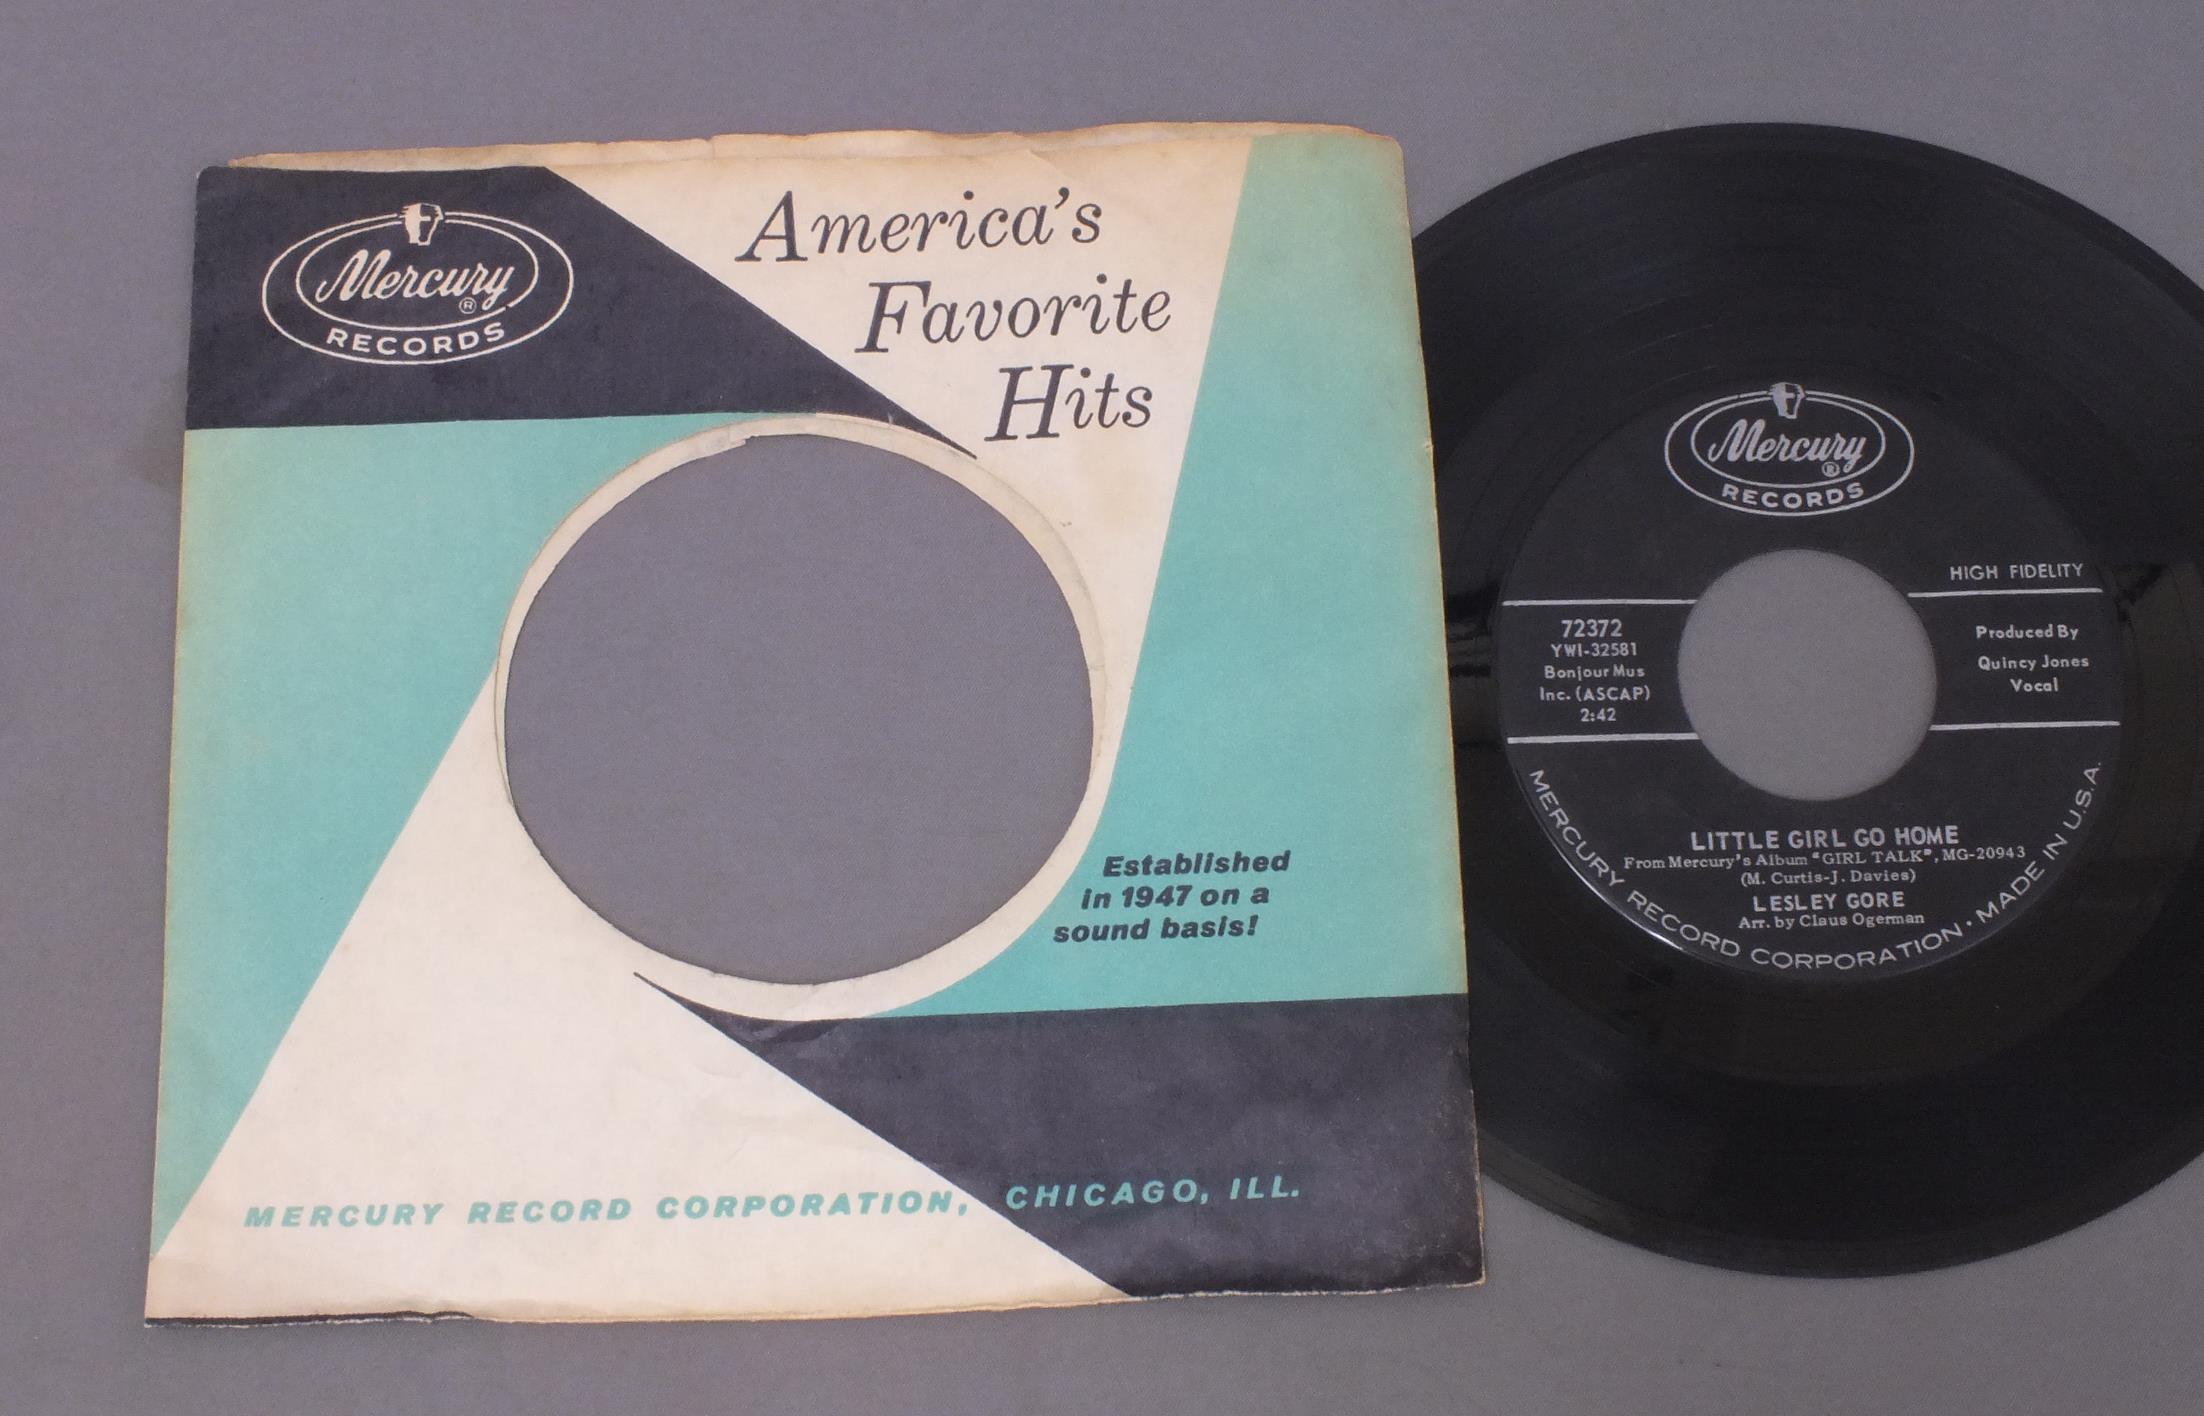 Mercury
®
RECORDS
America's
Favorite
Hits
Established
in 1947 on a
sound basis!
MERCURY RECORD CORPORATION, CHICAGO, ILL.
Mercury
®
RECORDS
HIGH FIDELITY
72372
YW1-32581
Bonjour Mus
Inc. (ASCAP)
2:42
Produced By
Quincy Jones
Vocal
LITTLE GIRL GO HOME
From Mercury's Album "GIRL TALK", MG-20943
(M. Curtis-J. Davies)
LESLEY GORE
Arr. by Claus Ogerman
MERCURY RECORD CORPORATION • MADE IN U.S.A.